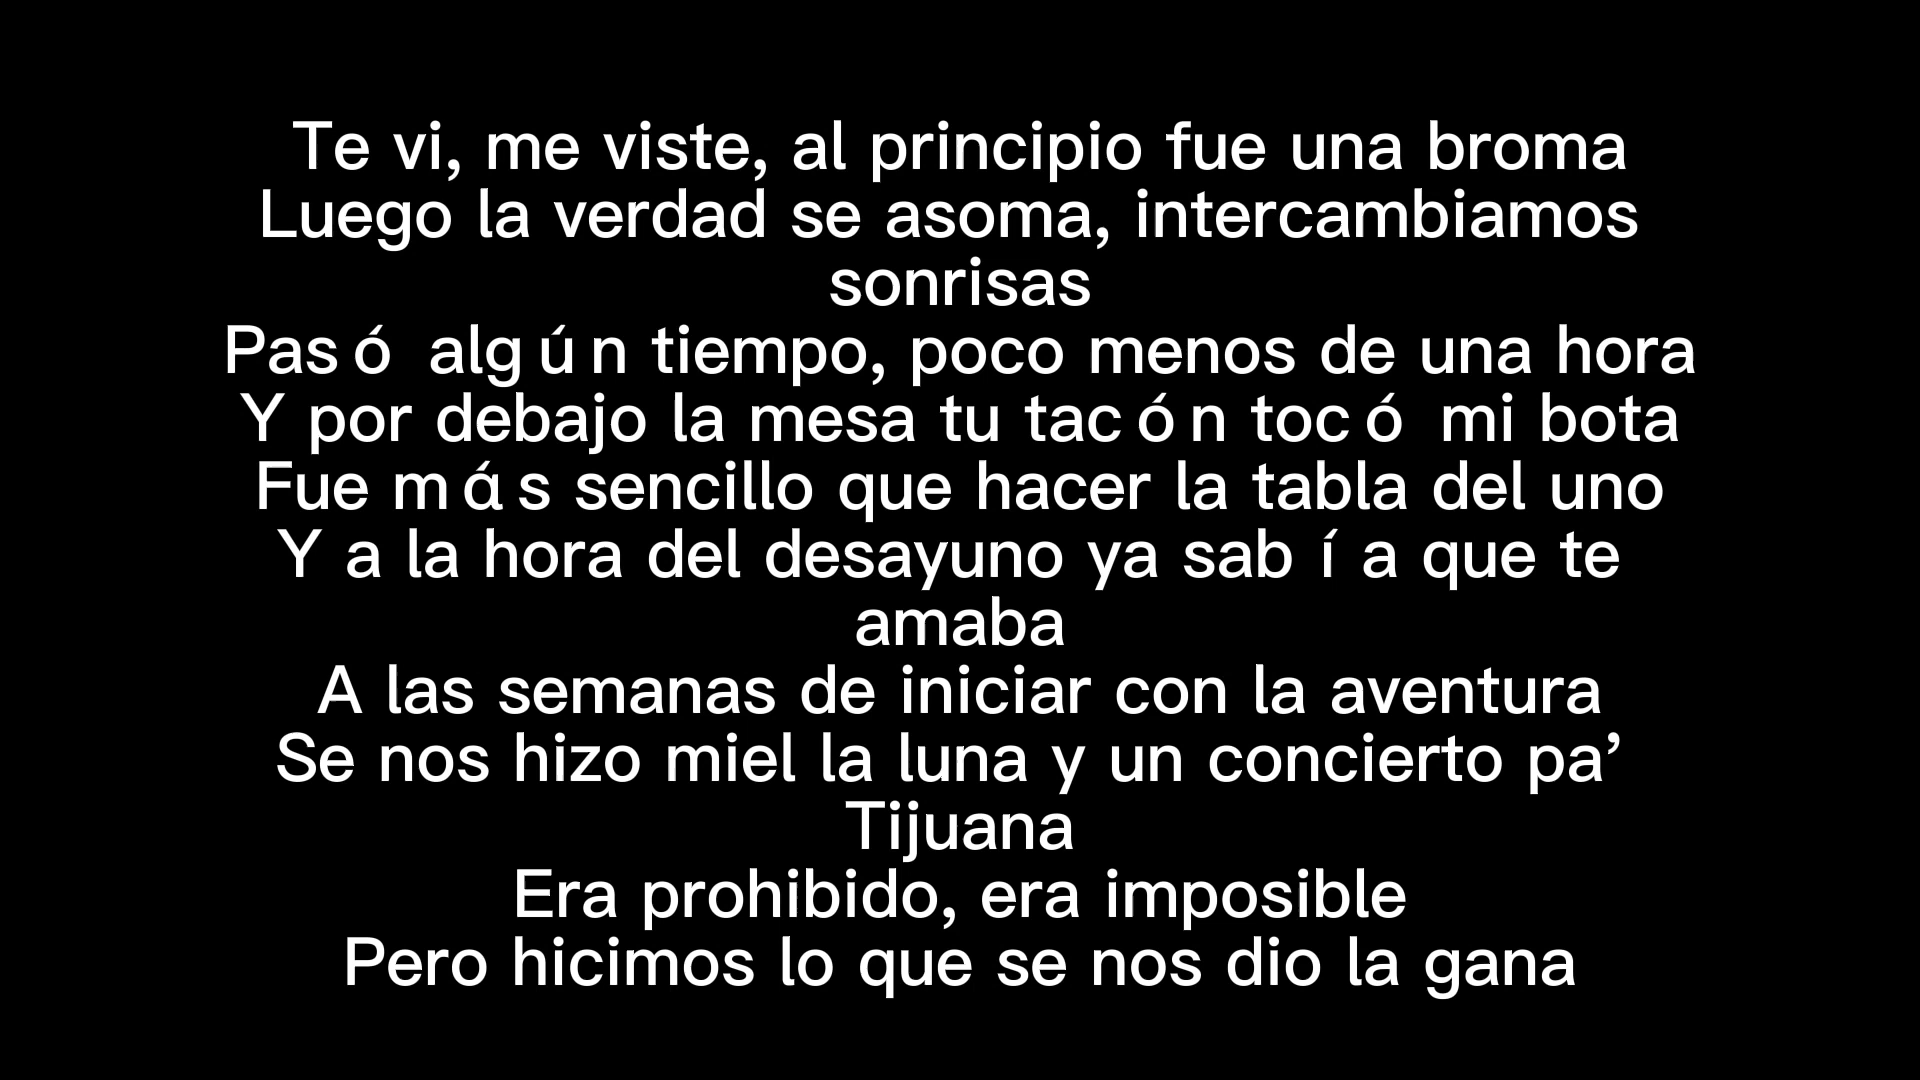 Te vi, me viste, al principio fue una broma
Luego la verdad se asoma, intercambiamos
sonrisas
Pasó algún tiempo, poco menos de una hora
Y por debajo la mesa tu tacón tocó mi bota
Fue más sencillo que hacer la tabla del uno
Y a la hora del desayuno ya sabía que te
amaba
A las semanas de iniciar con la aventura
Se nos hizo miel la luna y un concierto pa’
Tijuana
Era prohibido, era imposible
Pero hicimos lo que se nos dio la gana